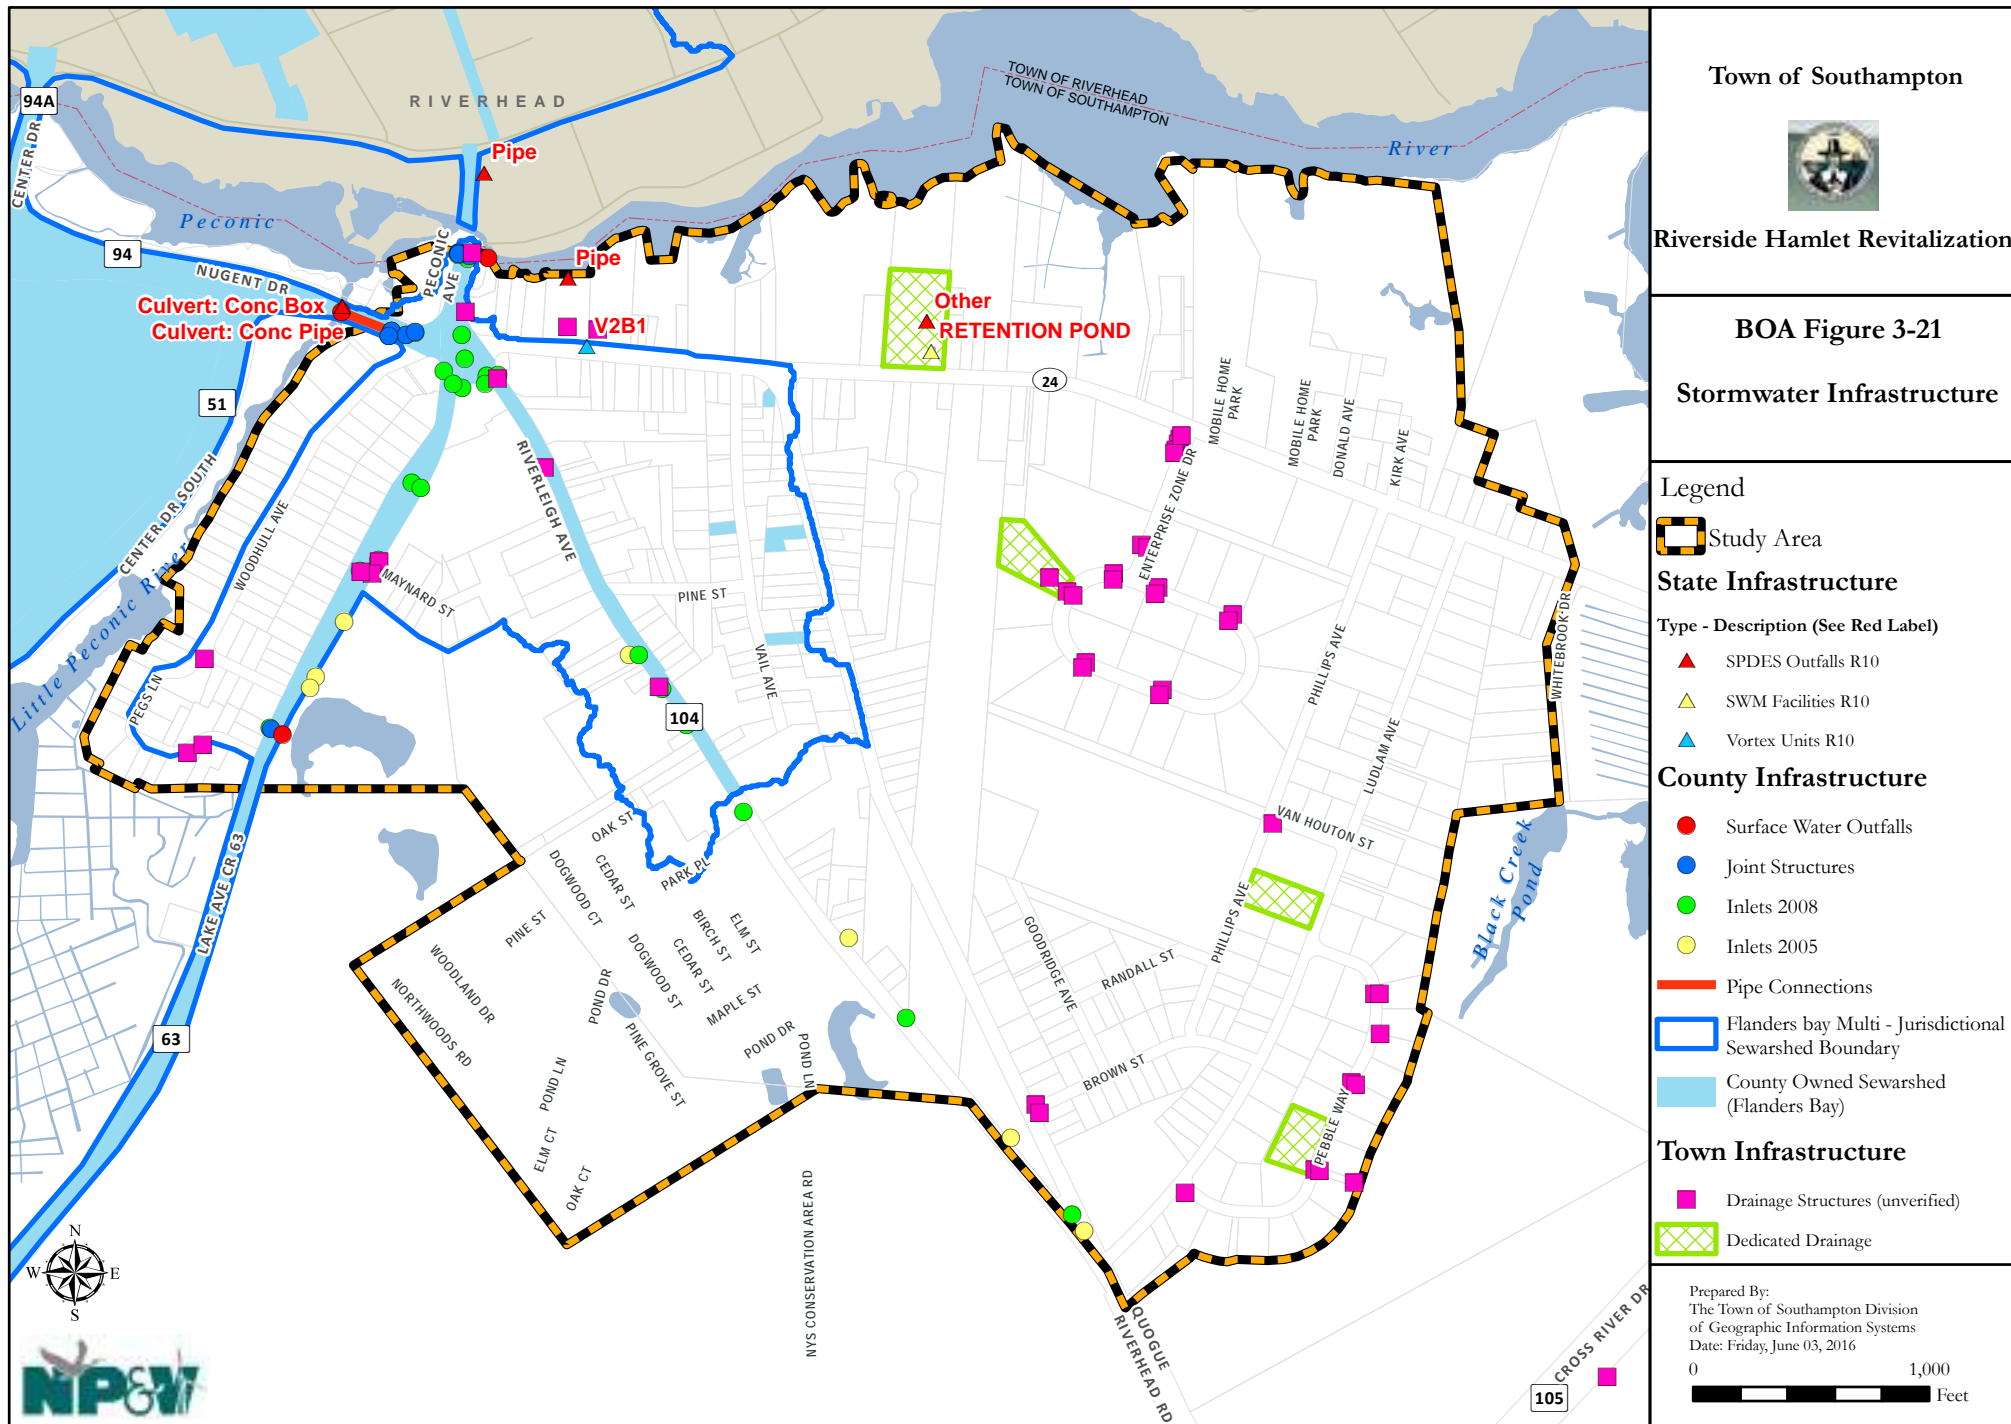 RIVERHEAD
TOWN OF RIVERHEAD
TOWN OF SOUTHAMPTON
River
Peconic
94A
CENTER DR
94
NUGENT DR
PECONIC
AVE
Pipe
Pipe
Culvert: Conc Box
Culvert: Conc Pipe
V2B1
Other
RETENTION POND
24
51
CENTER DR SOUTH
Little Peconic River
WOODHULL AVE
PEGS LN
MAYNARD ST
RIVERLEIGH AVE
PINE ST
VAIL AVE
104
MOBILE HOME
PARK
MOBILE HOME
PARK
DONALD AVE
KIRK AVE
ENTERPRISE ZONE DR
PHILLIPS AVE
LUDLAM AVE
WHITEBROOK DR
VAN HOUTON ST
Black Creek
Pond
LAKE AVE CR 63
63
OAK ST
PARK PL
DOGWOOD CT
CEDAR ST
PINE ST
BIRCH ST
ELM ST
WOODLAND DR
NORTHWOODS RD
DOGWOOD ST
CEDAR ST
MAPLE ST
POND DR
POND DR
POND LN
PINE GROVE ST
POND LN
ELM CT
OAK CT
GOODRIDGE AVE
RANDALL ST
PHILLIPS AVE
BROWN ST
PEBBLE WAY
NYS CONSERVATION AREA RD
QUOGUE
RIVERHEAD RD
CROSS RIVER DR
105
N
W
E
S
NP&V
Town of Southampton
Riverside Hamlet Revitalization
BOA Figure 3-21
Stormwater Infrastructure
Legend
Study Area
State Infrastructure
Type - Description (See Red Label)
SPDES Outfalls R10
SWM Facilities R10
Vortex Units R10
County Infrastructure
Surface Water Outfalls
Joint Structures
Inlets 2008
Inlets 2005
Pipe Connections
Flanders bay Multi - Jurisdictional
Sewarshed Boundary
County Owned Sewarshed
(Flanders Bay)
Town Infrastructure
Drainage Structures (unverified)
Dedicated Drainage
Prepared By:
The Town of Southampton Division
of Geographic Information Systems
Date: Friday, June 03, 2016
0
1,000
Feet